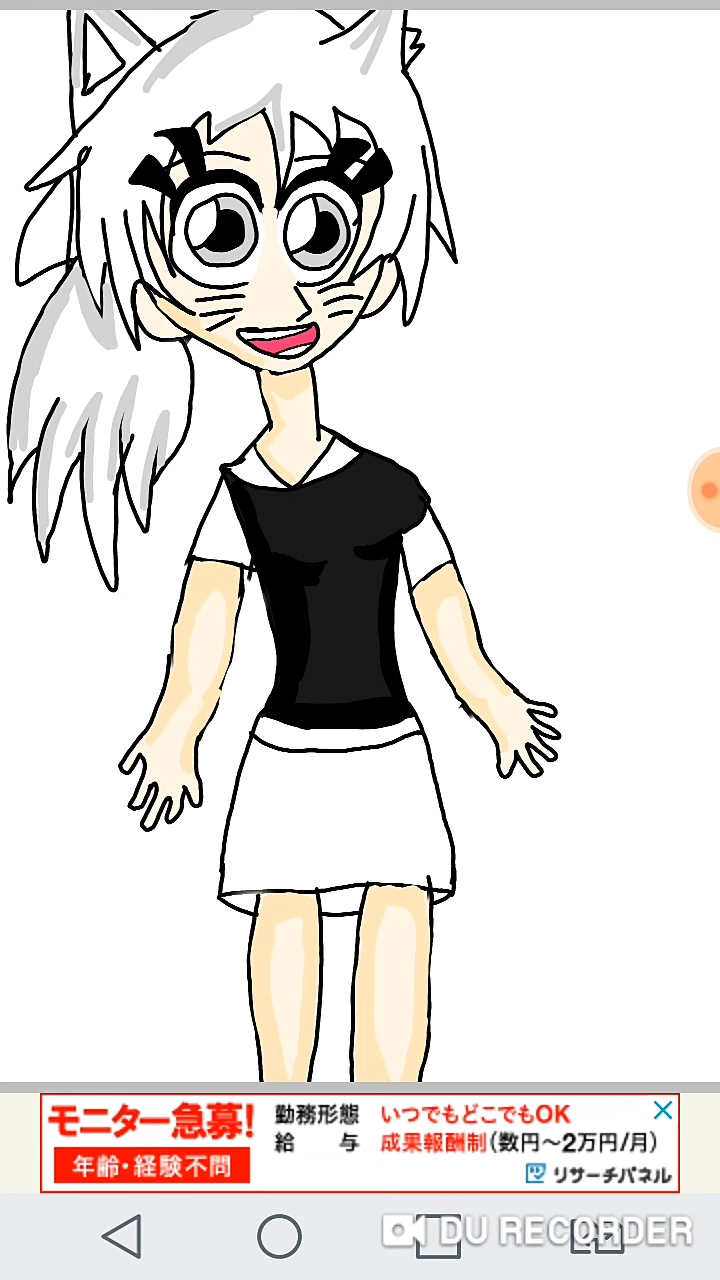 モニター急募!
年齢・経験不問
勤務形態 いつでもどこでもOK
給 与 成果報酬制(数円〜2万円/月)
リサーチパネル
DU RECORDER